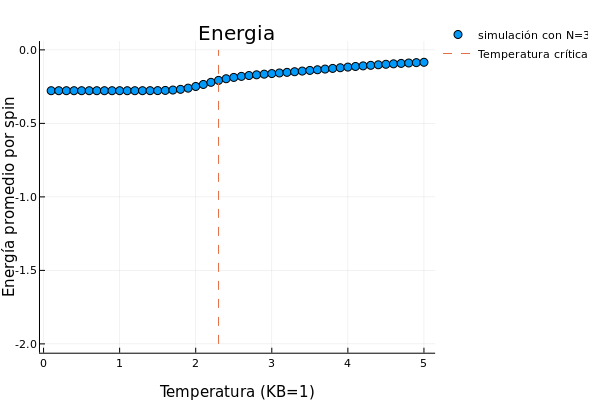 Energia
simulación con N=3
Temperatura crítica
Energía promedio por spin
0.0
-0.5
-1.0
-1.5
-2.0
0 1 2 3 4 5
Temperatura (KB=1)